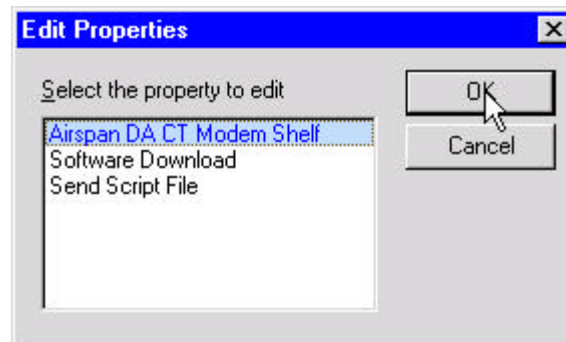 Edit Properties
Select the property to edit
OK
Airspan DA CT Modem Shelf
Cancel
Software Download
Send Script File